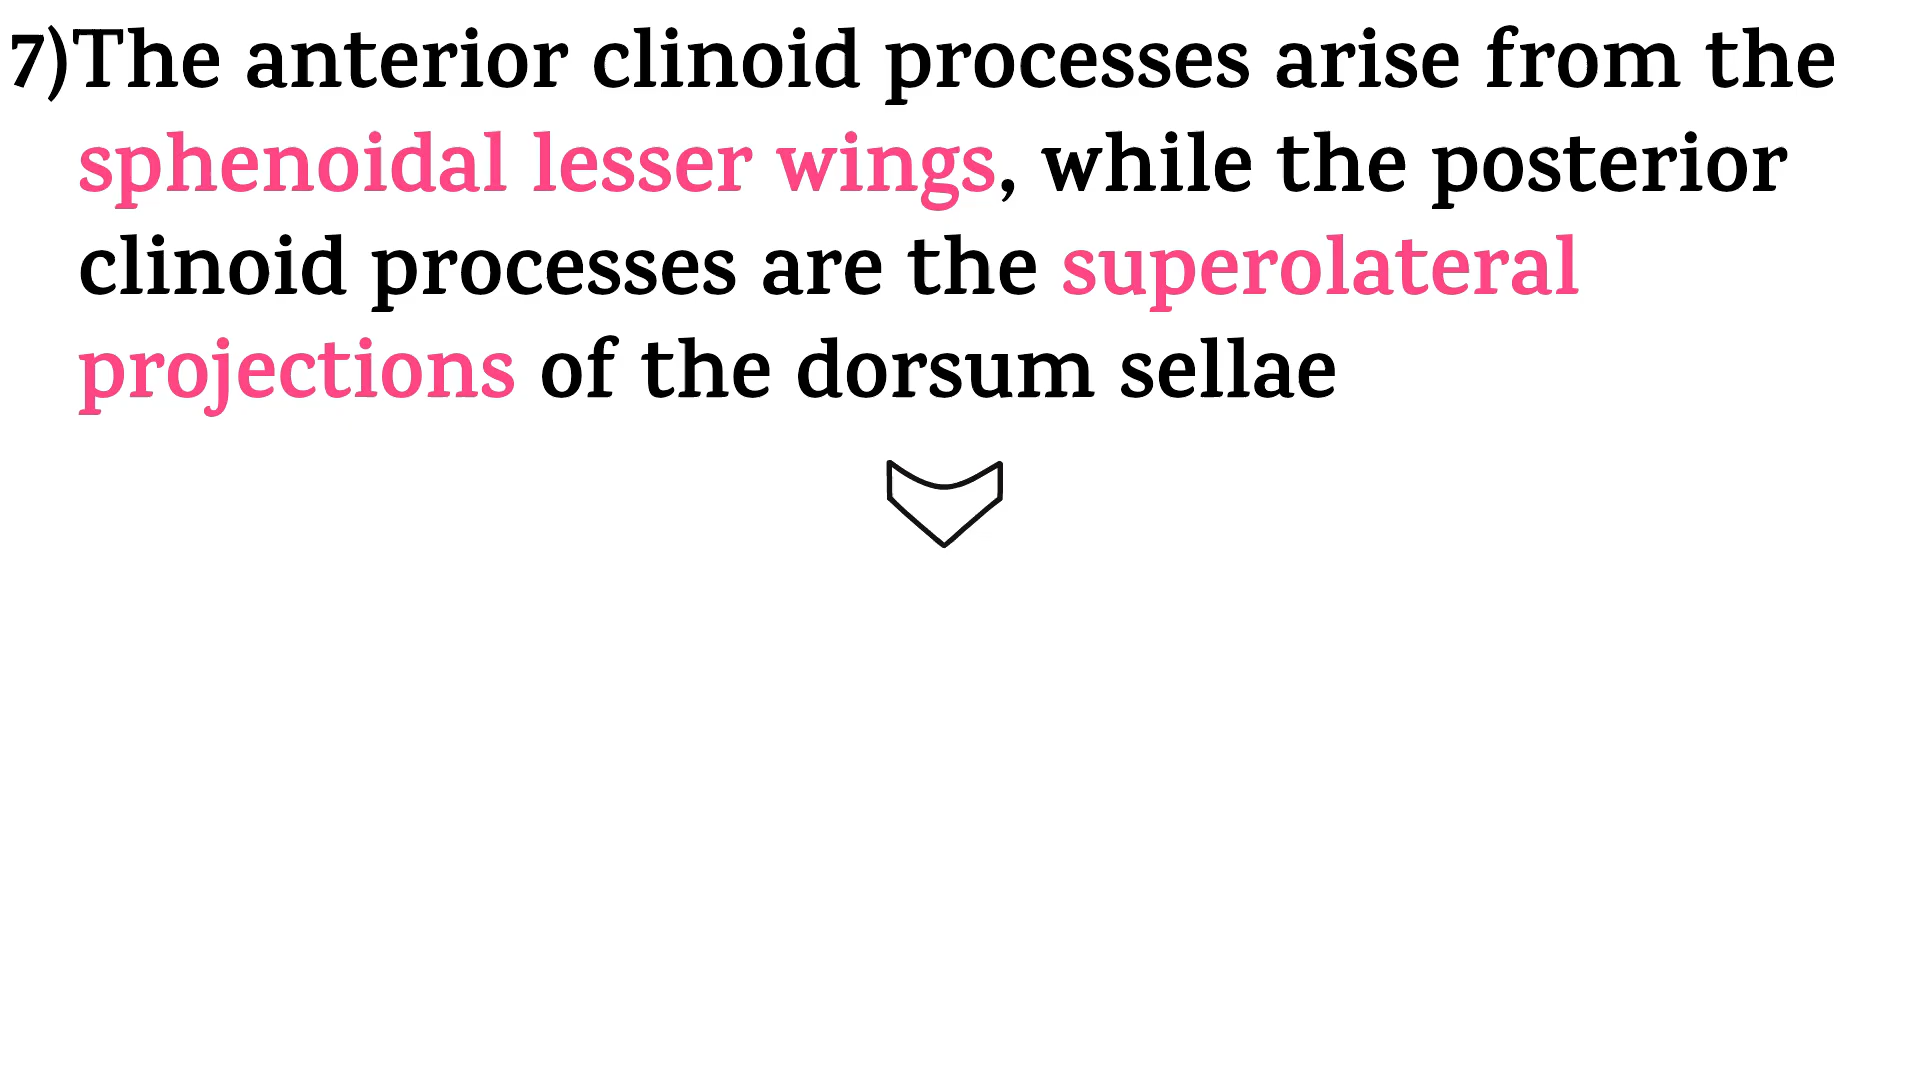 7)The anterior clinoid processes arise from the
sphenoidal lesser wings, while the posterior
clinoid processes are the superolateral
projections of the dorsum sellae